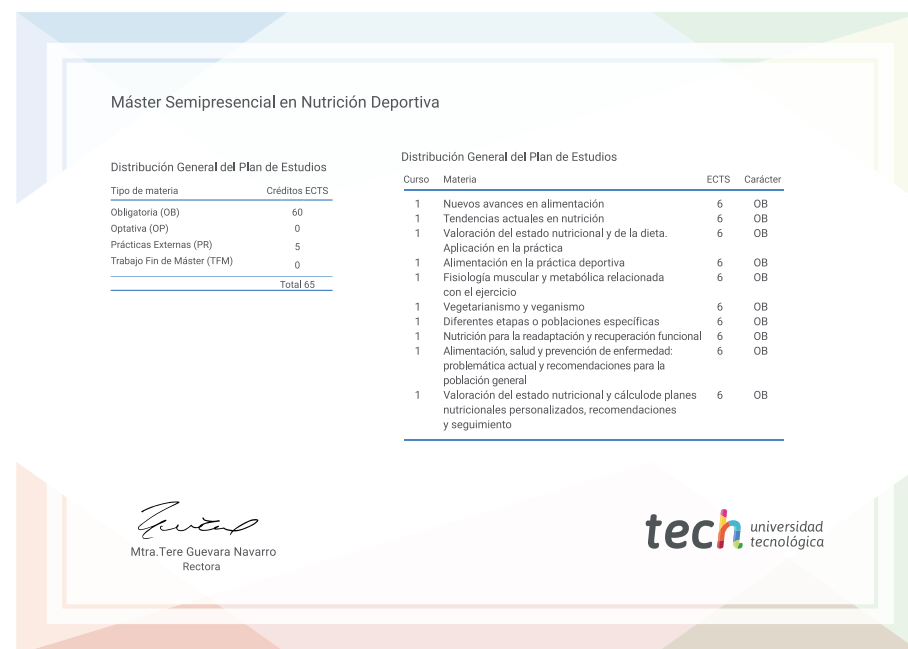 Máster Semipresencial en Nutrición Deportiva
Distribución General del Plan de Estudios
Tipo de materia Créditos ECTS
Obligatoria (OB) 60
Optativa (OP) 0
Prácticas Externas (PR) 5
Trabajo Fin de Máster (TFM) 0
Total 65
Distribución General del Plan de Estudios
Curso Materia ECTS Carácter
1 Nuevos avances en alimentación 6 OB
1 Tendencias actuales en nutrición 6 OB
1 Valoración del estado nutricional y de la dieta. 6 OB
Aplicación en la práctica
1 Alimentación en la práctica deportiva 6 OB
1 Fisiología muscular y metabólica relacionada 6 OB
con el ejercicio
1 Vegetarianismo y veganismo 6 OB
1 Diferentes etapas o poblaciones específicas 6 OB
1 Nutrición para la readaptación y recuperación funcional 6 OB
1 Alimentación, salud y prevención de enfermedad: 6 OB
problemática actual y recomendaciones para la
población general
1 Valoración del estado nutricional y cálculode planes 6 OB
nutricionales personalizados, recomendaciones
y seguimiento
Mtra.Tere Guevara Navarro
Rectora
tech universidad
tecnológica